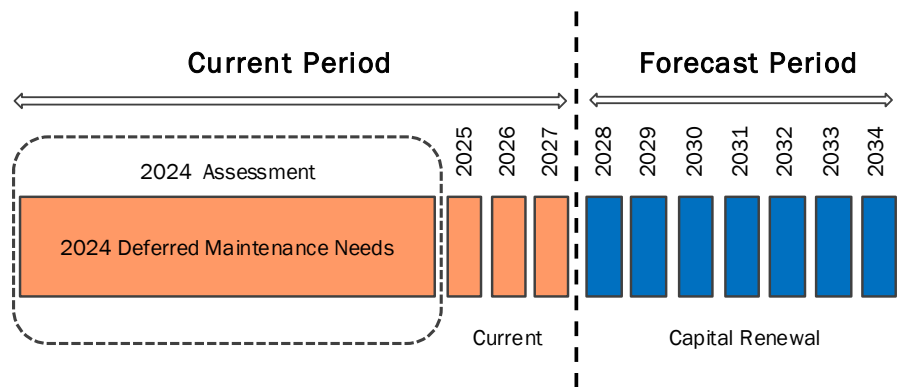 Current Period
Forecast Period
2024 Assessment
2025
2026
2027
2028
2029
2030
2031
2032
2033
2034
2024 Deferred Maintenance Needs
Current
Capital Renewal